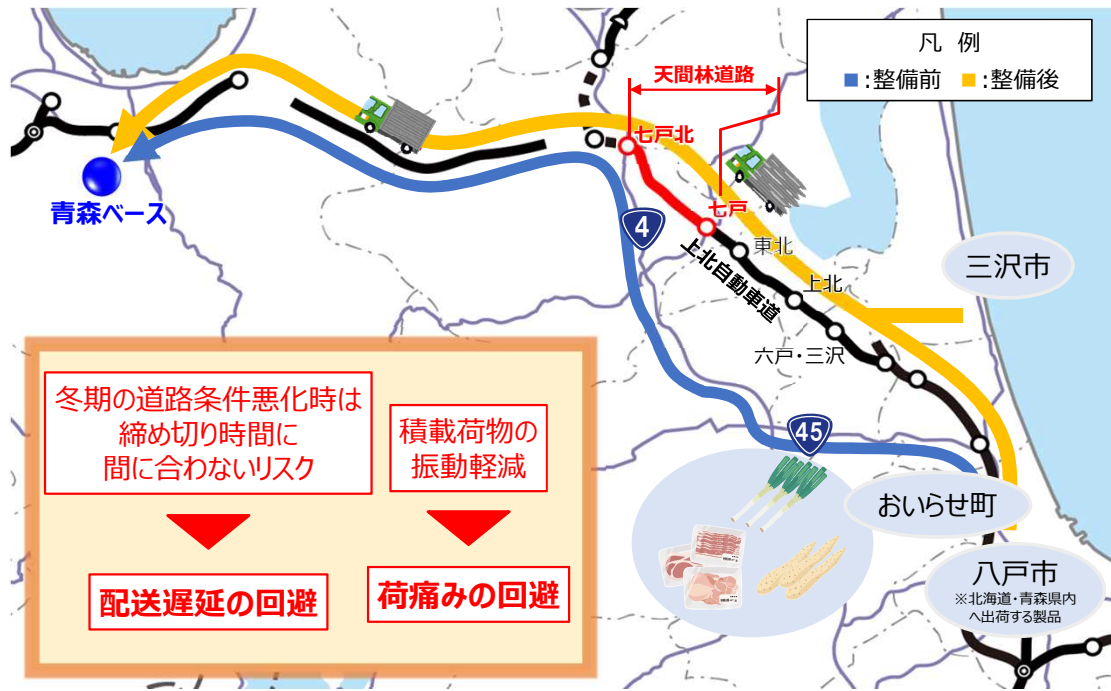 凡 例
■:整備前 ■:整備後
天間林道路
七戸北
七戸
青森ベース
4
東北
上北
上北自動車道
六戸・三沢
三沢市
45
おいらせ町
八戸市
※北海道・青森県内
へ出荷する製品
冬期の道路条件悪化時は
締め切り時間に
間に合わないリスク
積載荷物の
振動軽減
配送遅延の回避
荷痛みの回避